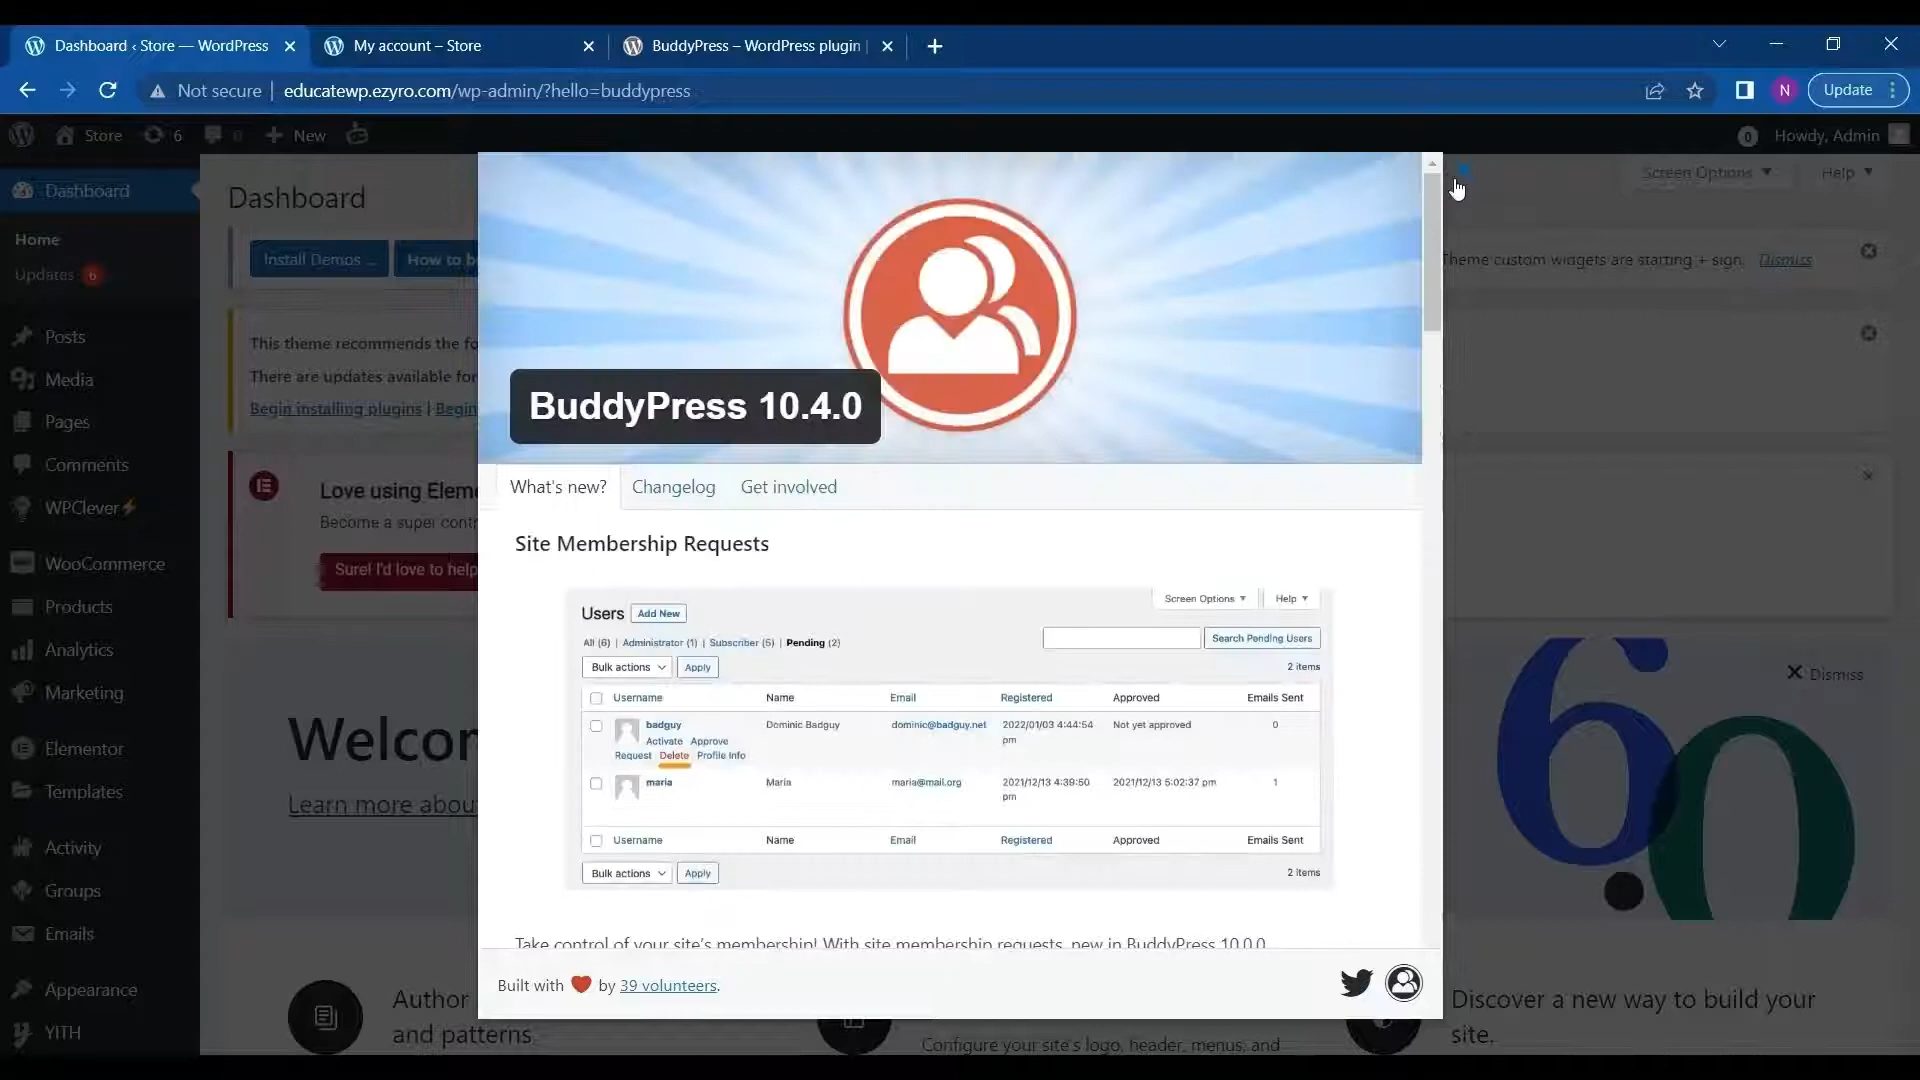 Dashboard ‹ Store — WordPress
My account – Store
BuddyPress – WordPress plugin
Not secure
educatewp.ezyro.com/wp-admin/?hello=buddypress
N
Update
Store
6
0
New
0
Howdy, Admin
Dashboard
Home
Updates 6
Posts
Media
Pages
Comments
WPClever⚡
WooCommerce
Products
Analytics
Marketing
Elementor
Templates
Activity
Groups
Emails
Appearance
YITH
Dashboard
Screen Options
Help
Install Demos ...
How to b
Theme custom widgets are starting + sign.
Dismiss
This theme recommends the fo
There are updates available for
Begin installing plugins | Begin
Love using Eleme
Become a super contr
Sure! I'd love to help
Welcor
Learn more abou
Dismiss
6.0
Author
and patterns
Configure your site's logo, header, menus, and
Discover a new way to build your
site.
BuddyPress 10.4.0
What's new?
Changelog
Get involved
Site Membership Requests
Users
Add New
Screen Options
Help
All (6) | Administrator (1) | Subscriber (5) | Pending (2)
Search Pending Users
Bulk actions
Apply
2 items
Username
Name
Email
Registered
Approved
Emails Sent
badguy
Dominic Badguy
dominic@badguy.net
2022/01/03 4:44:54
pm
Not yet approved
0
Activate
Approve
Request
Delete
Profile Info
maria
Maria
maria@mail.org
2021/12/13 4:39:50
pm
2021/12/13 5:02:37 pm
1
Username
Name
Email
Registered
Approved
Emails Sent
Bulk actions
Apply
2 items
Take control of your site's membership! With site membership requests, new in BuddyPress 10.0.0
Built with ❤ by 39 volunteers.